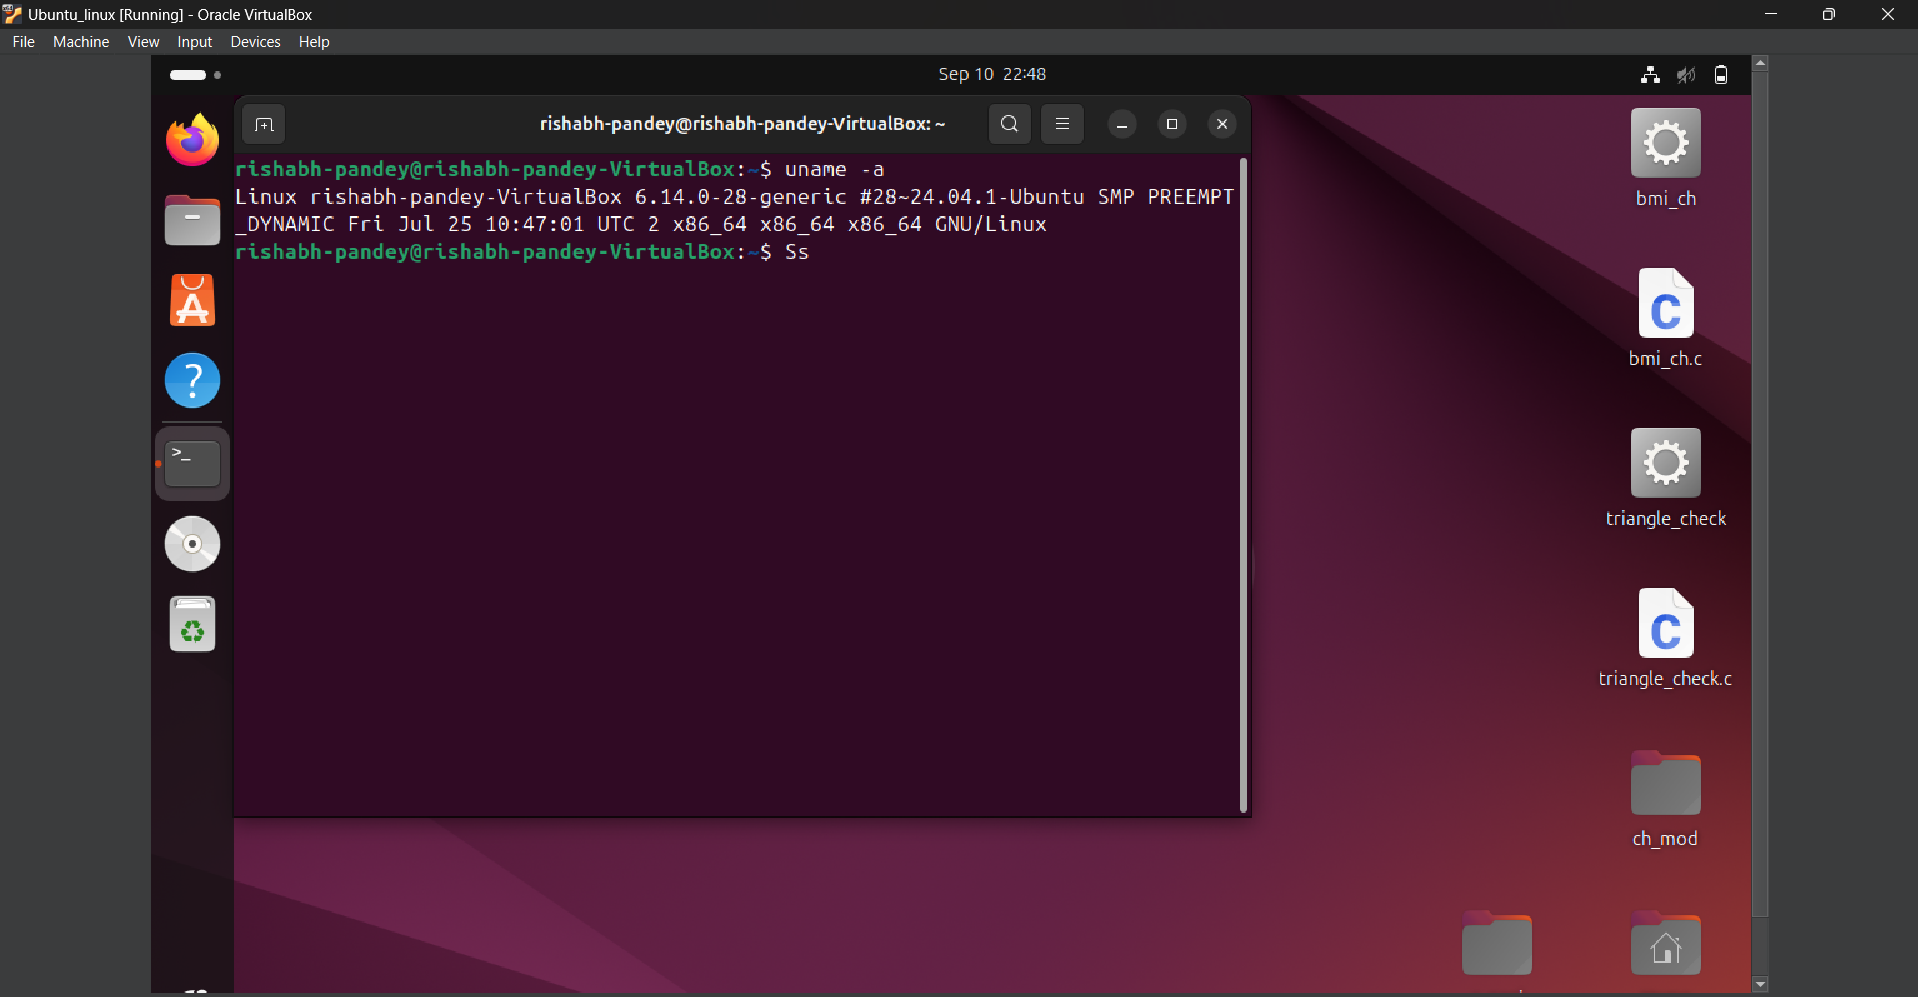 Ubuntu_linux [Running] - Oracle VirtualBox
File Machine View Input Devices Help
Sep 10 22:48
rishabh-pandey@rishabh-pandey-VirtualBox: ~
rishabh-pandey@rishabh-pandey-VirtualBox:~$ uname -a
Linux rishabh-pandey-VirtualBox 6.14.0-28-generic #28~24.04.1-Ubuntu SMP PREEMPT
_DYNAMIC Fri Jul 25 10:47:01 UTC 2 x86_64 x86_64 x86_64 GNU/Linux
rishabh-pandey@rishabh-pandey-VirtualBox:~$ Ss
bmi_ch
bmi_ch.c
triangle_check
triangle_check.c
ch_mod